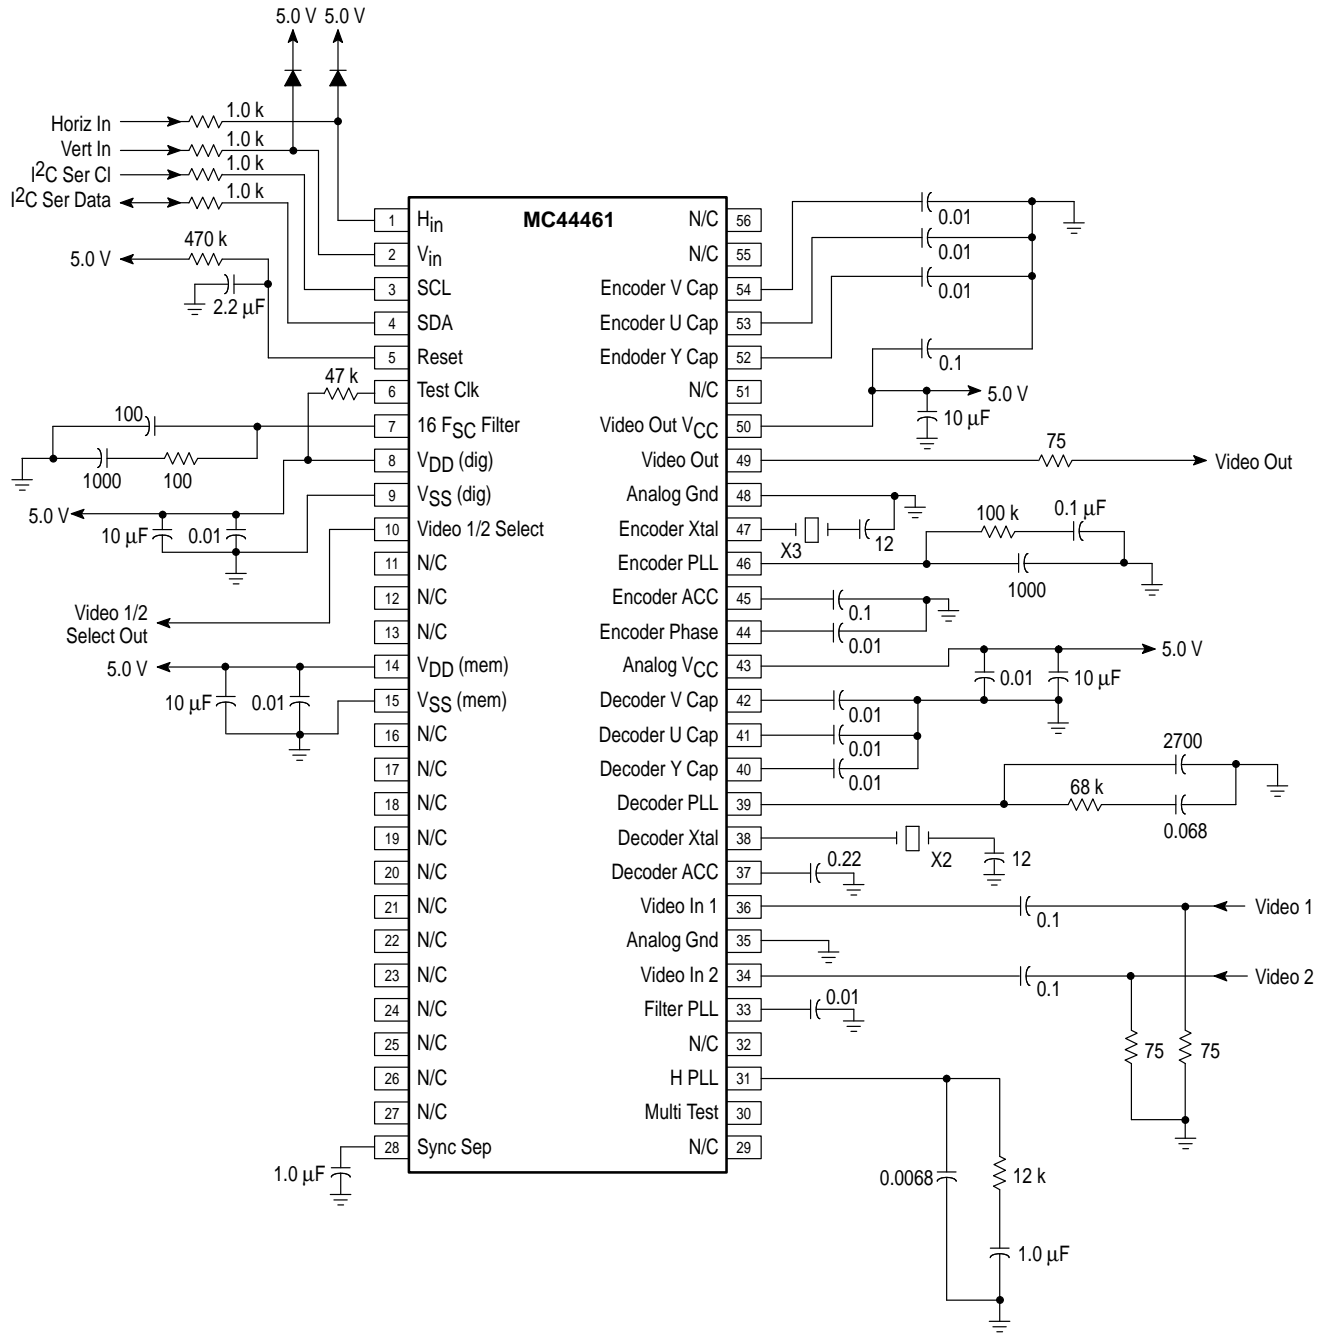 5.0 V 5.0 V
Horiz In 1.0 k
Vert In 1.0 k
I2C Ser Cl 1.0 k
I2C Ser Data 1.0 k
470 k
5.0 V
2.2 µF
47 k
100
1000 100
5.0 V
10 µF 0.01
Video 1/2
Select Out
5.0 V
10 µF 0.01
1.0 µF
MC44461
1 Hin
2 Vin
3 SCL
4 SDA
5 Reset
6 Test Clk
7 16 FSC Filter
8 VDD (dig)
9 VSS (dig)
10 Video 1/2 Select
11 N/C
12 N/C
13 N/C
14 VDD (mem)
15 VSS (mem)
16 N/C
17 N/C
18 N/C
19 N/C
20 N/C
21 N/C
22 N/C
23 N/C
24 N/C
25 N/C
26 N/C
27 N/C
28 Sync Sep
N/C 56
N/C 55
Encoder V Cap 54
Encoder U Cap 53
Endoder Y Cap 52
N/C 51
Video Out VCC 50
Video Out 49
Analog Gnd 48
Encoder Xtal 47
Encoder PLL 46
Encoder ACC 45
Encoder Phase 44
Analog VCC 43
Decoder V Cap 42
Decoder U Cap 41
Decoder Y Cap 40
Decoder PLL 39
Decoder Xtal 38
Decoder ACC 37
Video In 1 36
Analog Gnd 35
Video In 2 34
Filter PLL 33
N/C 32
H PLL 31
Multi Test 30
N/C 29
0.01
0.01
0.01
0.1
5.0 V
10 µF
75
Video Out
X3 12
100 k 0.1 µF
1000
0.1
0.01
5.0 V
0.01 10 µF
0.01
0.01
0.01
2700
68 k
0.068
X2 12
0.22
0.1 Video 1
0.1 Video 2
0.01
75 75
0.0068 12 k
1.0 µF